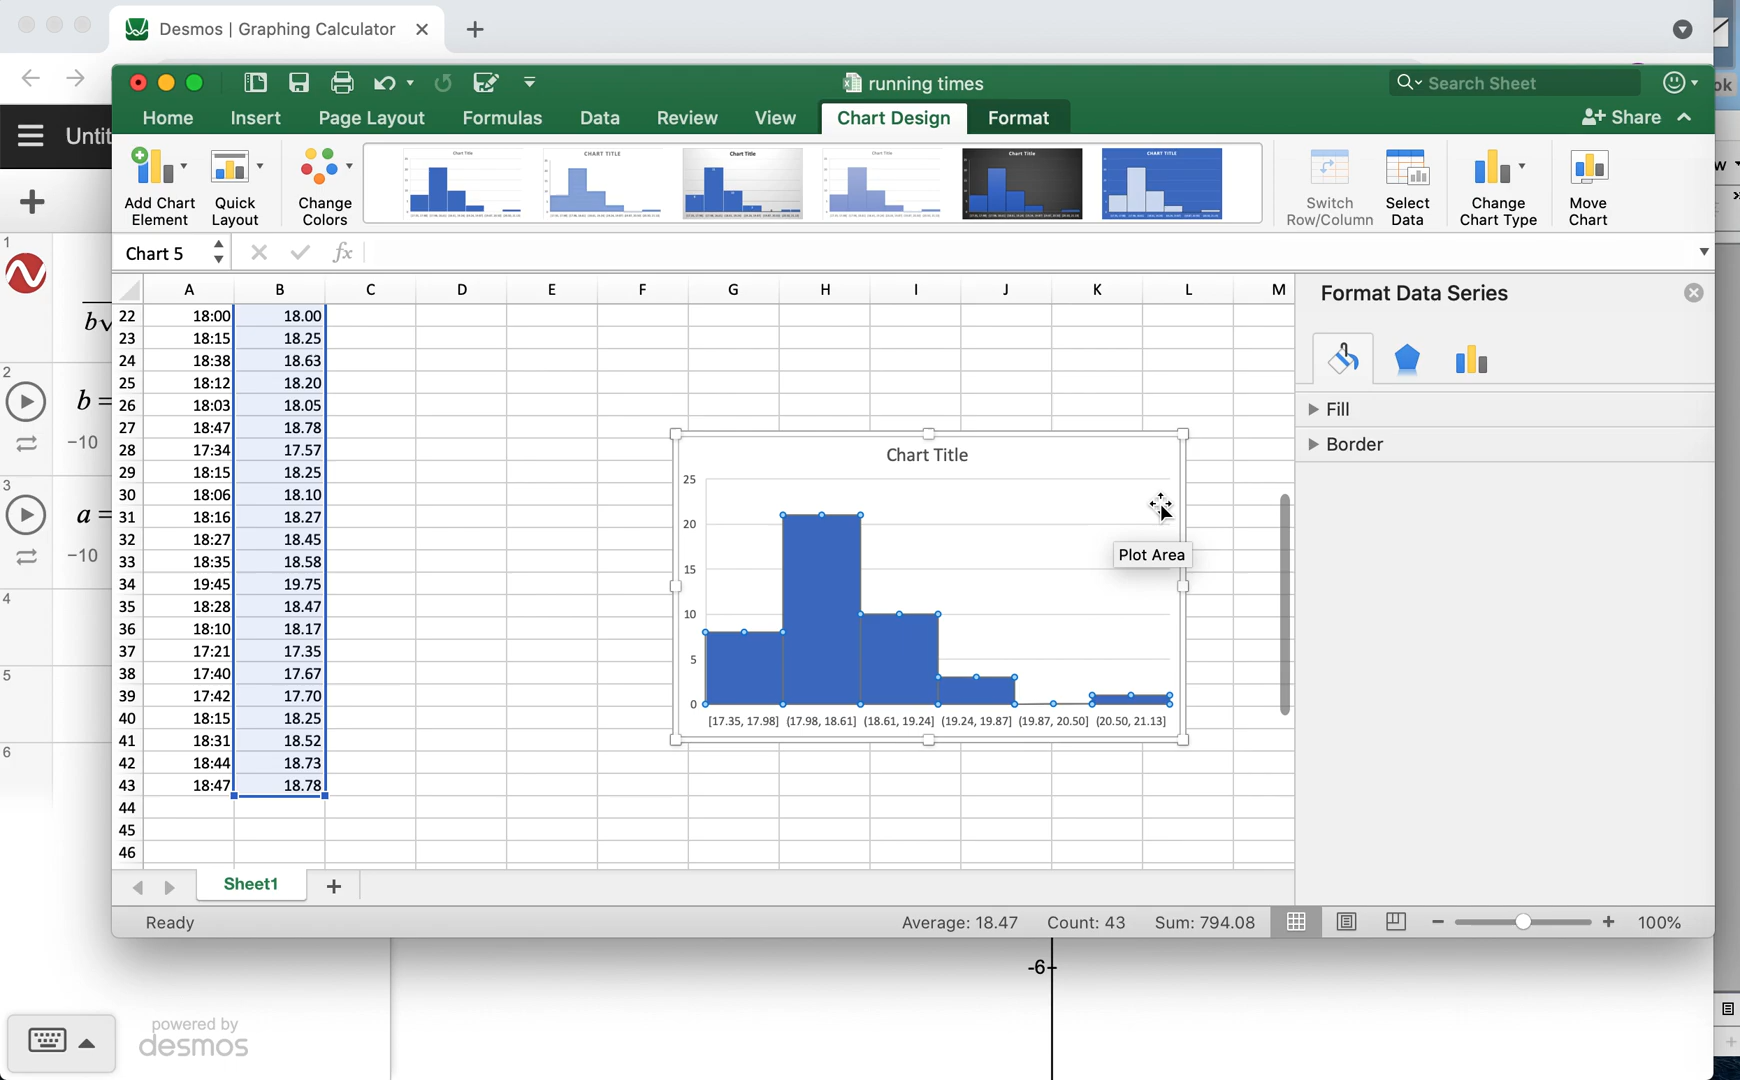 Desmos | Graphing Calculator
running times
Search Sheet
Home Insert Page Layout Formulas Data Review View Chart Design Format Share
Untit
Add Chart Element
Quick Layout
Change Colors
Switch Row/Column
Select Data
Change Chart Type
Move Chart
Chart 5
fx
A B C D E F G H I J K L M
22 18:00 18.00
23 18:15 18.25
24 18:38 18.63
25 18:12 18.20
26 18:03 18.05
27 18:47 18.78
28 17:34 17.57
29 18:15 18.25
30 18:06 18.10
31 18:16 18.27
32 18:27 18.45
33 18:35 18.58
34 19:45 19.75
35 18:28 18.47
36 18:10 18.17
37 17:21 17.35
38 17:40 17.67
39 17:42 17.70
40 18:15 18.25
41 18:31 18.52
42 18:44 18.73
43 18:47 18.78
44
45
46
Chart Title
25
20
15
10
5
0
[17.35, 17.98] (17.98, 18.61] (18.61, 19.24] (19.24, 19.87] (19.87, 20.50] (20.50, 21.13]
Plot Area
Format Data Series
Fill
Border
1
b√
2
b =
-10
3
a =
-10
4
5
6
Sheet1
Ready
Average: 18.47 Count: 43 Sum: 794.08
100%
-6
powered by
desmos